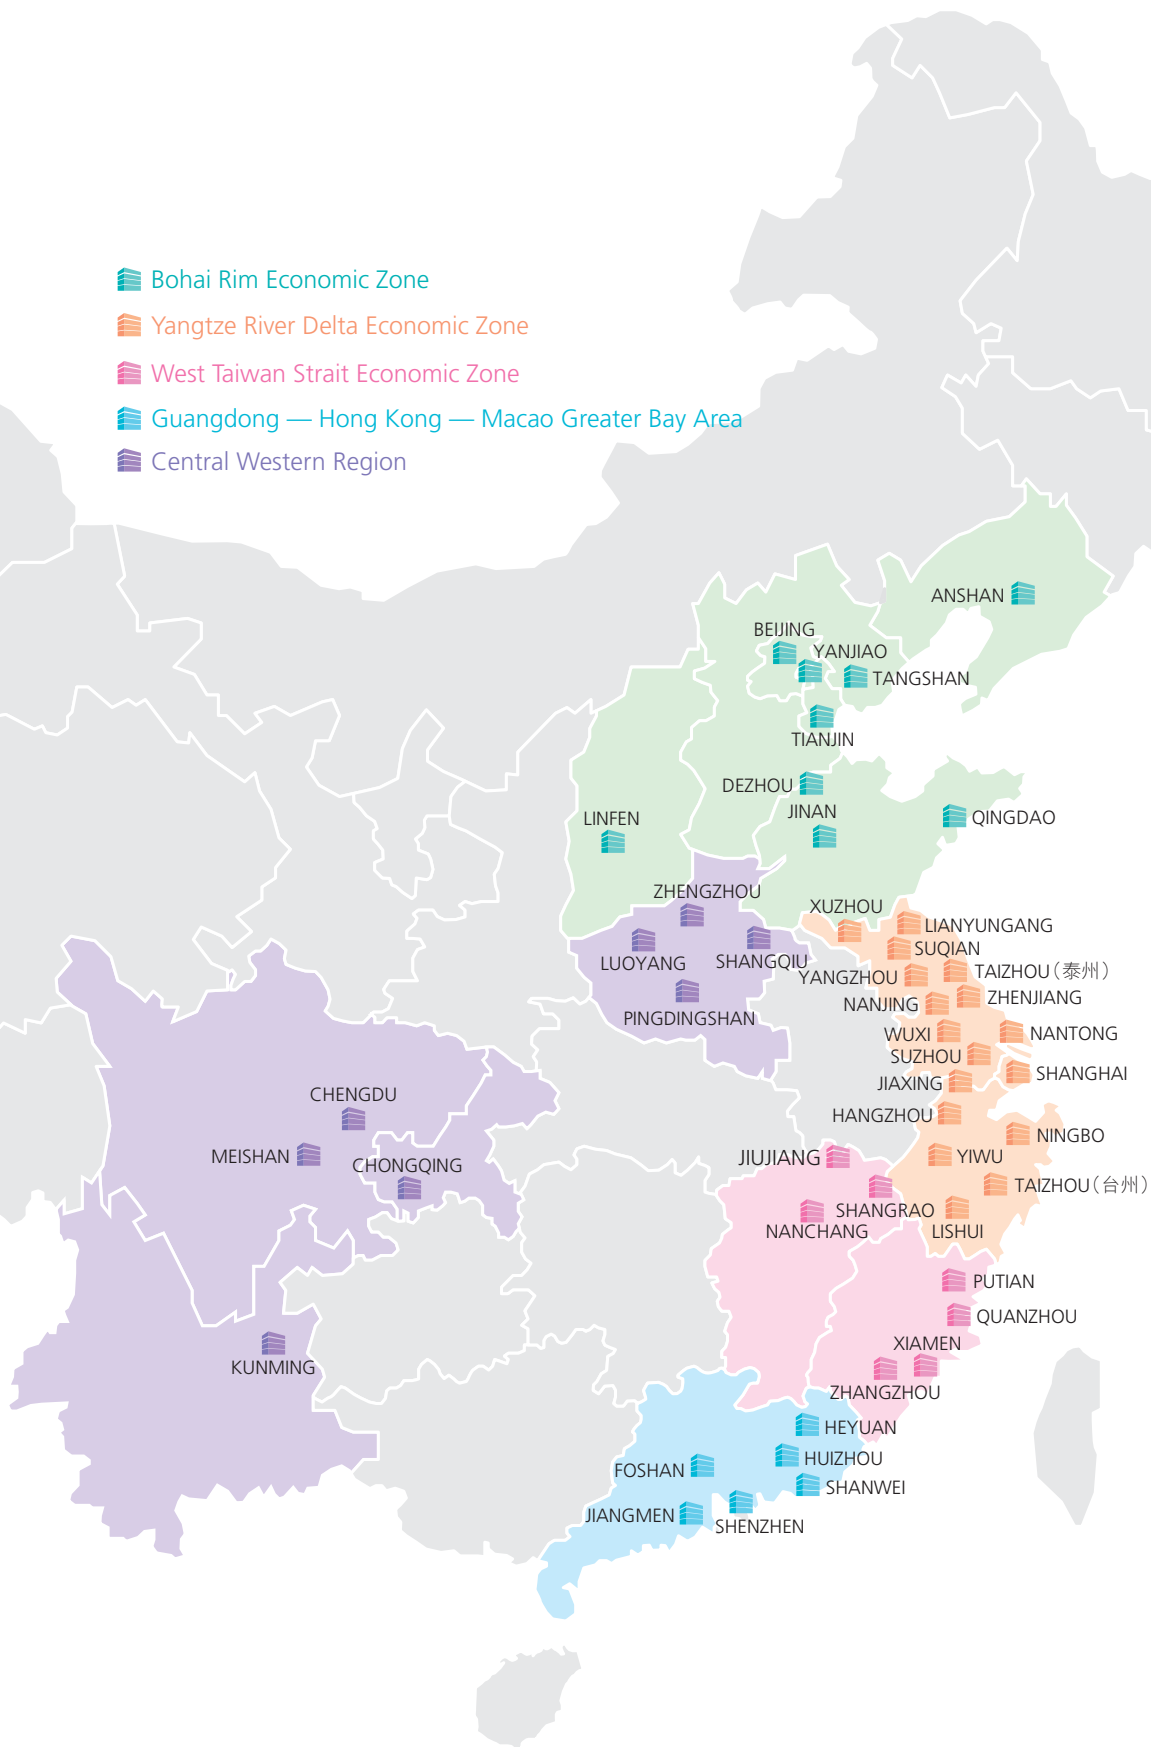 Bohai Rim Economic Zone
Yangtze River Delta Economic Zone
West Taiwan Strait Economic Zone
Guangdong — Hong Kong — Macao Greater Bay Area
Central Western Region
ANSHAN
BEIJING
YANJIAO
TANGSHAN
TIANJIN
DEZHOU
JINAN
LINFEN
QINGDAO
ZHENGZHOU
XUZHOU
LIANYUNGANG
SUQIAN
LUOYANG
SHANGQIU
YANGZHOU
TAIZHOU（泰州）
NANJING
ZHENJIANG
PINGDINGSHAN
WUXI
NANTONG
SUZHOU
SHANGHAI
JIAXING
CHENGDU
HANGZHOU
NINGBO
MEISHAN
CHONGQING
JIUJIANG
YIWU
TAIZHOU（台州）
SHANGRAO
NANCHANG
LISHUI
PUTIAN
QUANZHOU
XIAMEN
KUNMING
ZHANGZHOU
HEYUAN
HUIZHOU
FOSHAN
SHANWEI
JIANGMEN
SHENZHEN